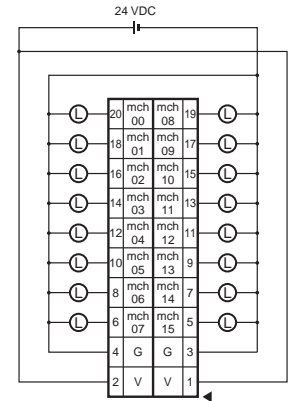 24 VDC
L 20 mch 00 mch 08 19 L
L 18 mch 01 mch 09 17 L
L 16 mch 02 mch 10 15 L
L 14 mch 03 mch 11 13 L
L 12 mch 04 mch 12 11 L
L 10 mch 05 mch 13 9 L
L 8 mch 06 mch 14 7 L
L 6 mch 07 mch 15 5 L
4 G G 3
2 V V 1